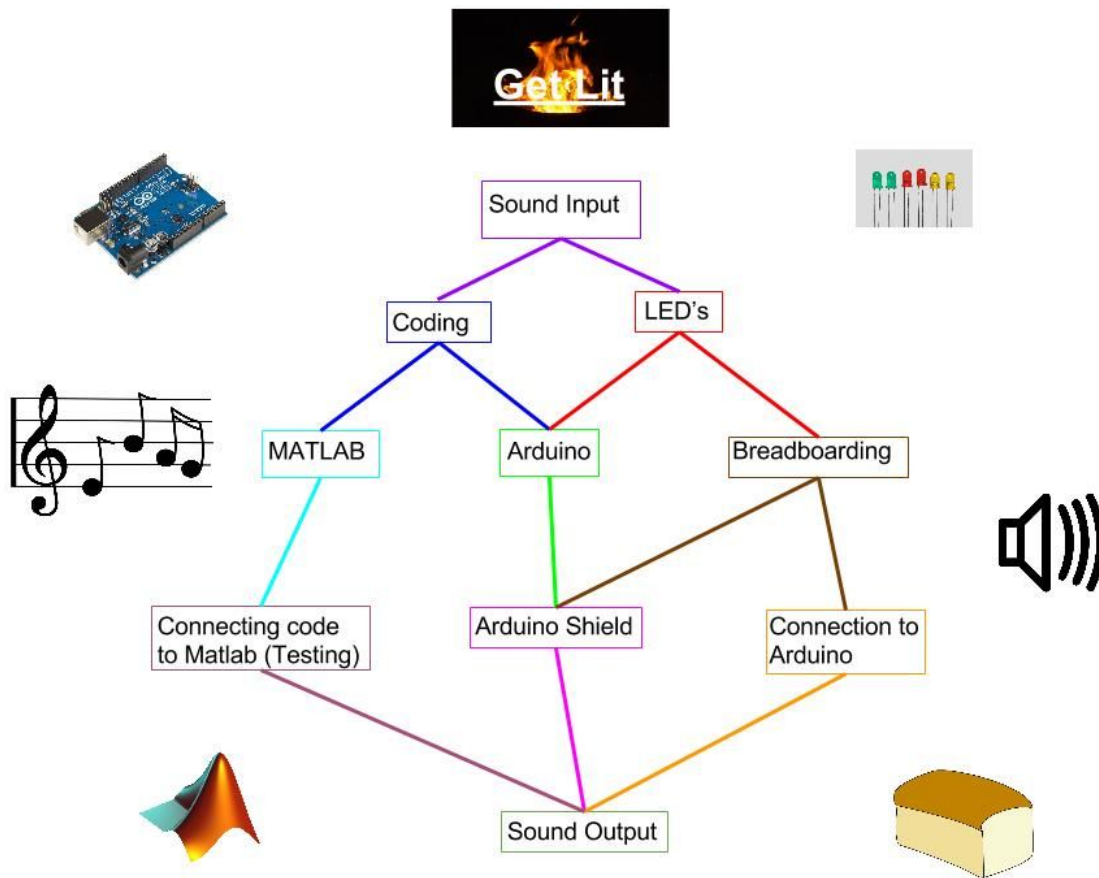 Get Lit
Sound Input
Coding
LED's
MATLAB
Arduino
Breadboarding
Connecting code
to Matlab (Testing)
Arduino Shield
Connection to
Arduino
Sound Output